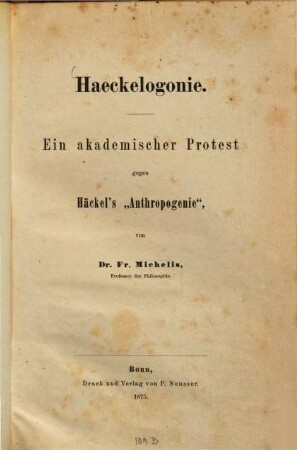 Haeckelogonie.
Ein akademischer Protest
gegen
Häckel's „Anthropogenie“,
von
Dr. Fr. Michelis,
Professor der Philosophie.
Bonn,
Druck und Verlag von P. Neusser.
1875.
109 D